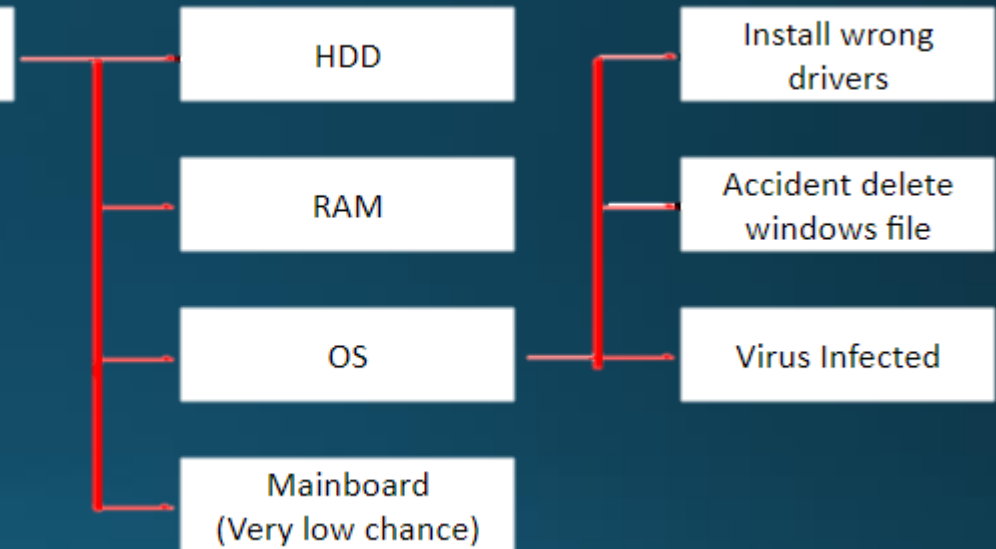 HDD
RAM
OS
Mainboard
(Very low chance)
Install wrong
drivers
Accident delete
windows file
Virus Infected